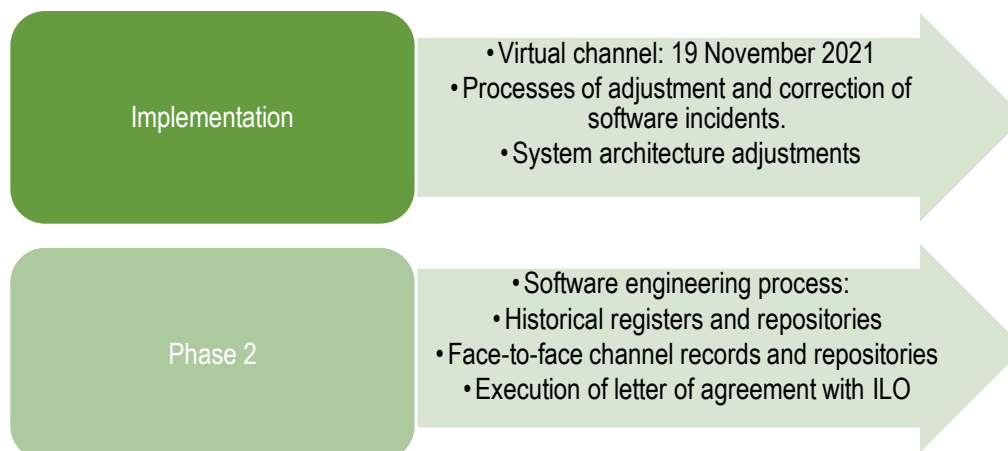 Implementation
•Virtual channel: 19 November 2021
•Processes of adjustment and correction of
software incidents.
•System architecture adjustments
Phase 2
•Software engineering process:
•Historical registers and repositories
•Face-to-face channel records and repositories
•Execution of letter of agreement with ILO